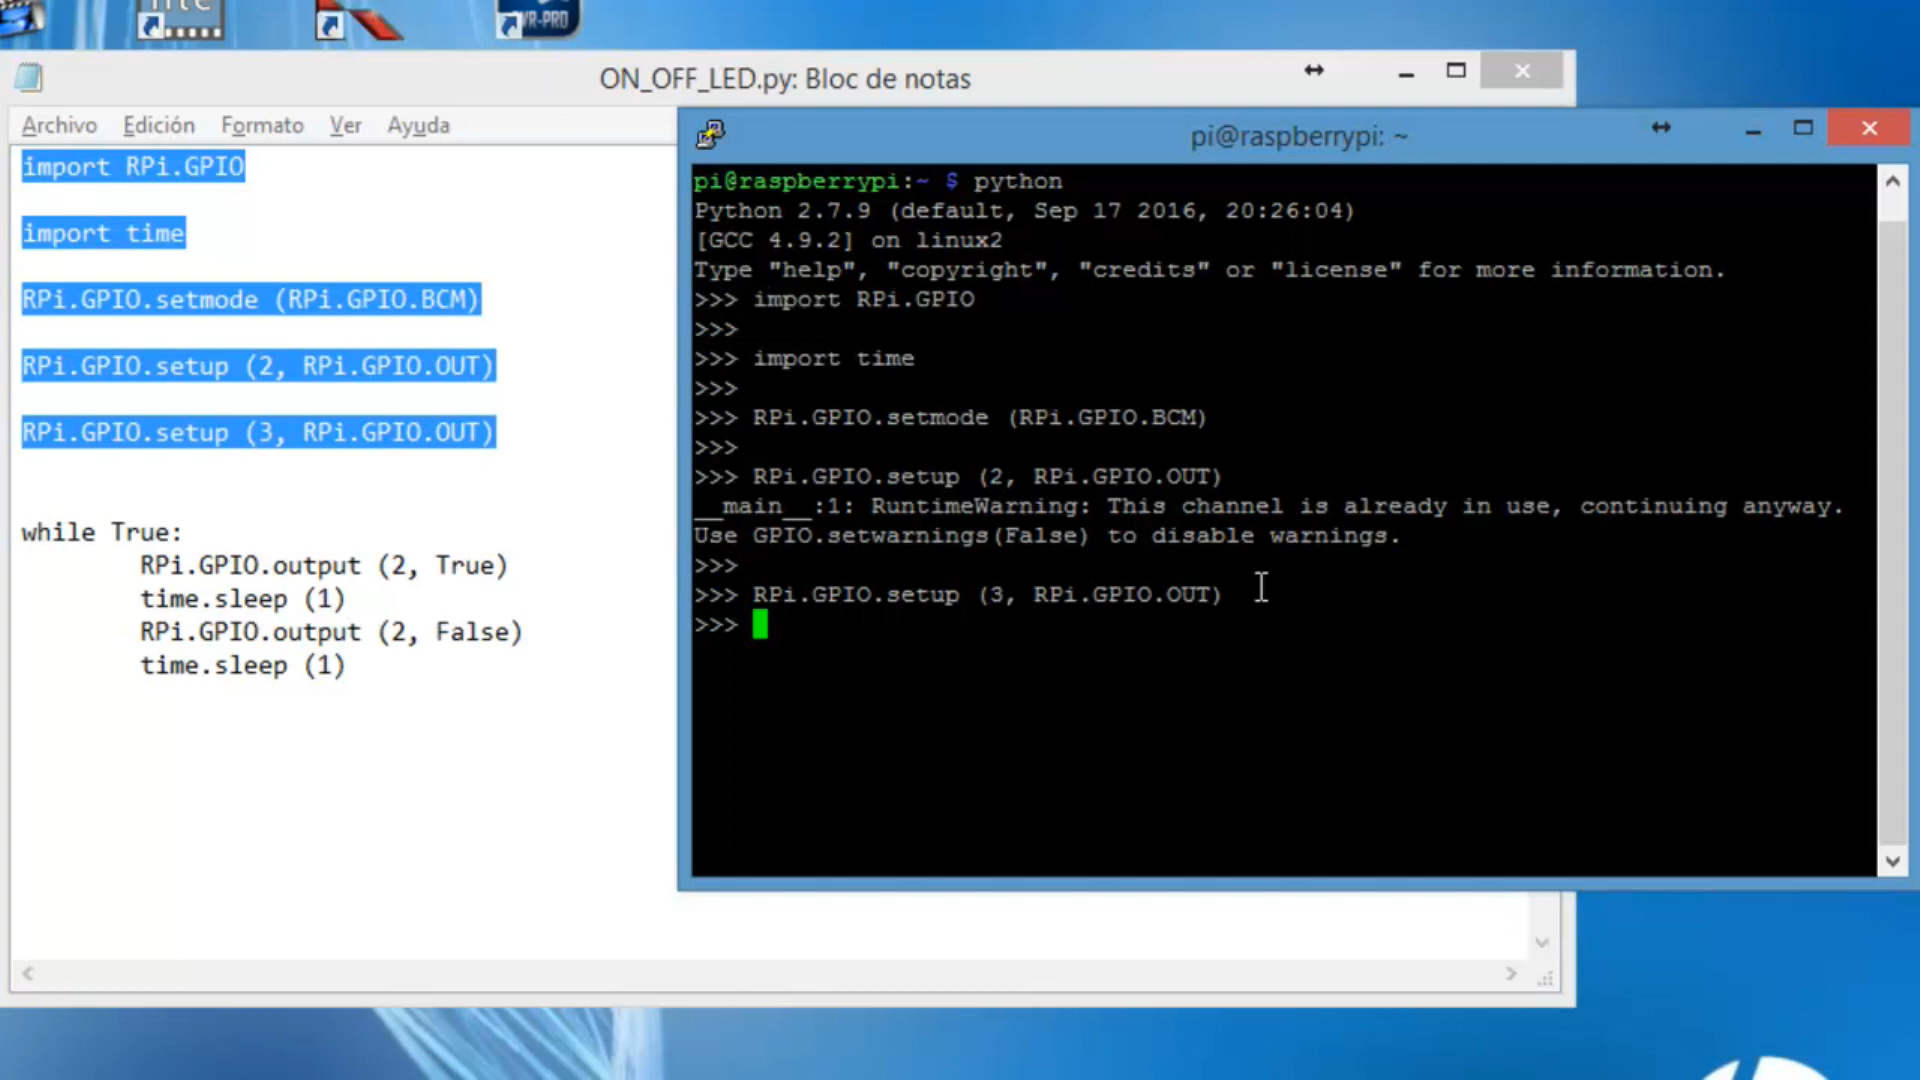 VR-PRO
ON_OFF_LED.py: Bloc de notas
Archivo Edición Formato Ver Ayuda
import RPi.GPIO
import time
RPi.GPIO.setmode (RPi.GPIO.BCM)
RPi.GPIO.setup (2, RPi.GPIO.OUT)
RPi.GPIO.setup (3, RPi.GPIO.OUT)
while True:
RPi.GPIO.output (2, True)
time.sleep (1)
RPi.GPIO.output (2, False)
time.sleep (1)
pi@raspberrypi: ~
pi@raspberrypi:~ $ python
Python 2.7.9 (default, Sep 17 2016, 20:26:04)
[GCC 4.9.2] on linux2
Type "help", "copyright", "credits" or "license" for more information.
>>> import RPi.GPIO
>>>
>>> import time
>>>
>>> RPi.GPIO.setmode (RPi.GPIO.BCM)
>>>
>>> RPi.GPIO.setup (2, RPi.GPIO.OUT)
__main__:1: RuntimeWarning: This channel is already in use, continuing anyway.
Use GPIO.setwarnings(False) to disable warnings.
>>>
>>> RPi.GPIO.setup (3, RPi.GPIO.OUT)
>>>